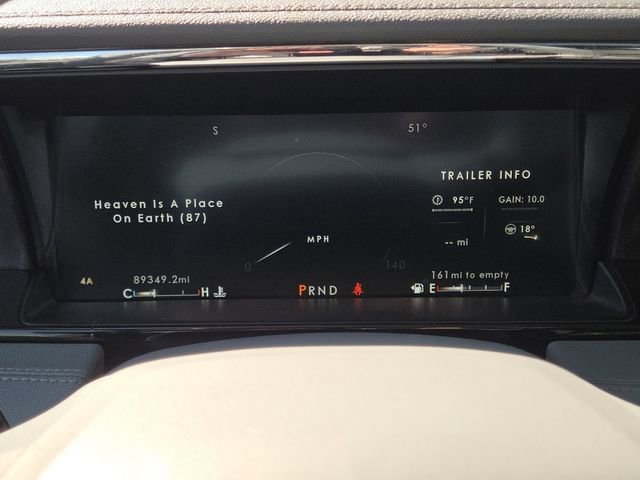 S
51°
TRAILER INFO
Heaven Is A Place
On Earth (87)
95°F
GAIN: 10.0
18°
-- mi
MPH
0
140
4A
89349.2mi
161mi to empty
C H
PRND
E F